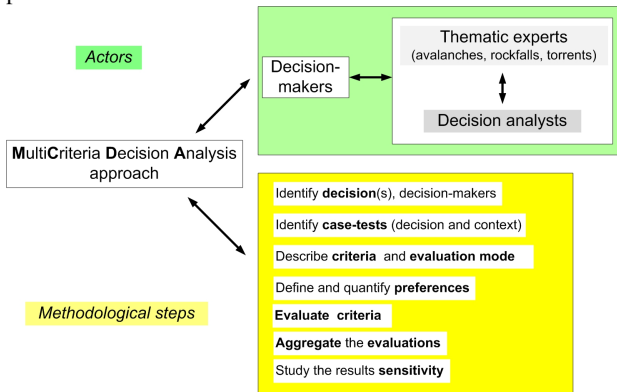 Actors
Decision-
makers
Thematic experts
(avalanches, rockfalls, torrents)
Decision analysts
MultiCriteria Decision Analysis
approach
Methodological steps
Identify decision(s), decision-makers
Identify case-tests (decision and context)
Describe criteria and evaluation mode
Define and quantify preferences
Evaluate criteria
Aggregate the evaluations
Study the results sensitivity